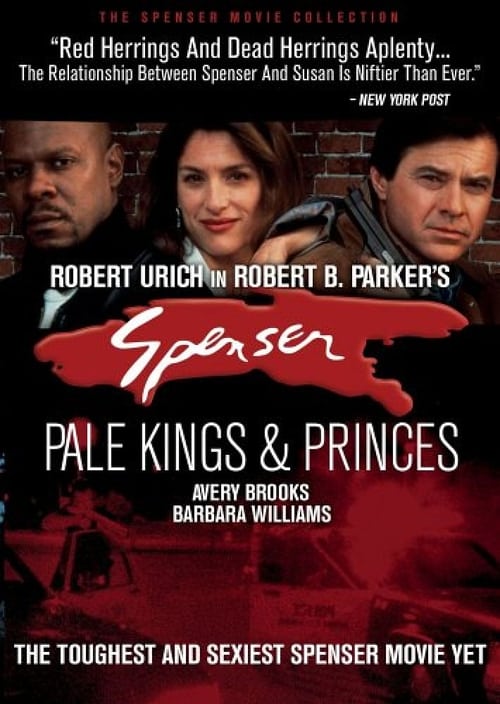 THE SPENSER MOVIE COLLECTION
“Red Herrings And Dead Herrings Aplenty...
The Relationship Between Spenser And Susan Is Niftier Than Ever.”
– NEW YORK POST
ROBERT URICH IN ROBERT B. PARKER'S
Spenser
PALE KINGS & PRINCES
AVERY BROOKS
BARBARA WILLIAMS
THE TOUGHEST AND SEXIEST SPENSER MOVIE YET